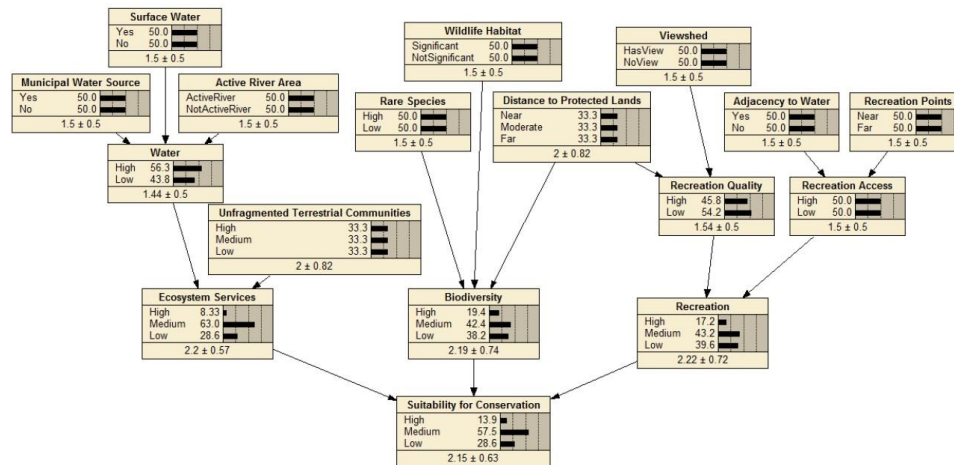 Surface Water
Yes 50.0
No 50.0
1.5 ± 0.5
Wildlife Habitat
Significant 50.0
NotSignificant 50.0
1.5 ± 0.5
Viewshed
HasView 50.0
NoView 50.0
1.5 ± 0.5
Municipal Water Source
Yes 50.0
No 50.0
1.5 ± 0.5
Active River Area
ActiveRiver 50.0
NotActiveRiver 50.0
1.5 ± 0.5
Rare Species
High 50.0
Low 50.0
1.5 ± 0.5
Distance to Protected Lands
Near 33.3
Moderate 33.3
Far 33.3
2 ± 0.82
Adjacency to Water
Yes 50.0
No 50.0
1.5 ± 0.5
Recreation Points
Near 50.0
Far 50.0
1.5 ± 0.5
Water
High 56.3
Low 43.8
1.44 ± 0.5
Recreation Quality
High 45.8
Low 54.2
1.54 ± 0.5
Recreation Access
High 50.0
Low 50.0
1.5 ± 0.5
Unfragmented Terrestrial Communities
High 33.3
Medium 33.3
Low 33.3
2 ± 0.82
Ecosystem Services
High 8.33
Medium 63.0
Low 28.6
2.2 ± 0.57
Biodiversity
High 19.4
Medium 42.4
Low 38.2
2.19 ± 0.74
Recreation
High 17.2
Medium 43.2
Low 39.6
2.22 ± 0.72
Suitability for Conservation
High 13.9
Medium 57.5
Low 28.6
2.15 ± 0.63